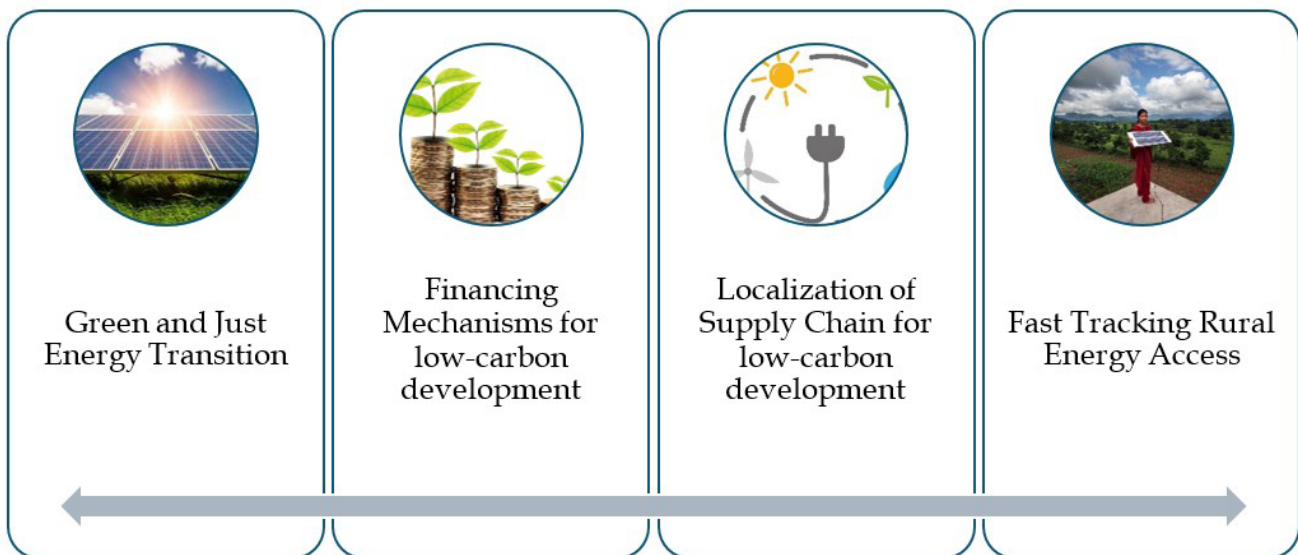 Green and Just
Energy Transition
Financing
Mechanisms for
low-carbon
development
Localization of
Supply Chain for
low-carbon
development
Fast Tracking Rural
Energy Access